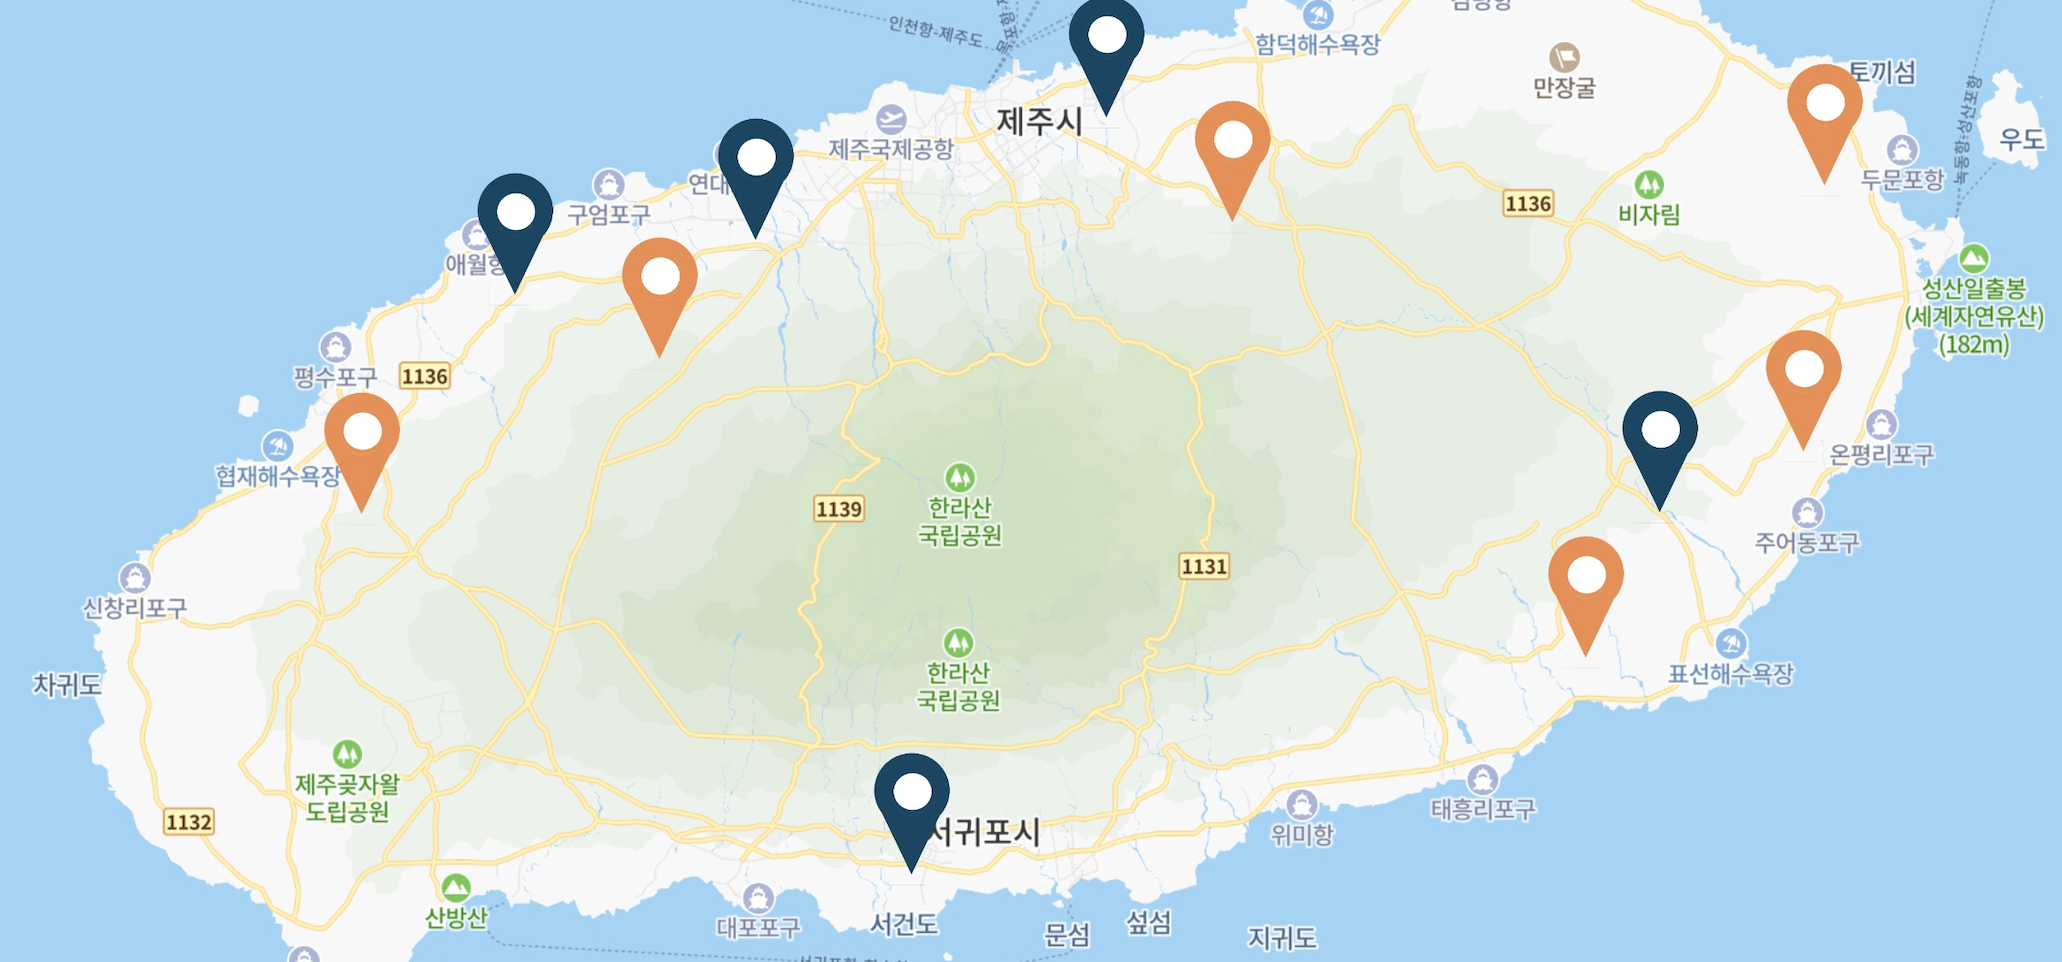 인천항-제주도
함덕해수욕장
만장굴
토끼섬
우도
녹동항-성산포항
제주시
제주국제공항
두문포항
연대
구엄포구
1136
비자림
애월항
성산일출봉
(세계자연유산)
(182m)
평수포구
1136
협재해수욕장
온평리포구
1139
한라산
국립공원
주어동포구
1131
신창리포구
차귀도
한라산
국립공원
표선해수욕장
제주곶자왈
도립공원
1132
서귀포시
위미항
태흥리포구
산방산
대포포구
서건도
문섬
섶섬
지귀도